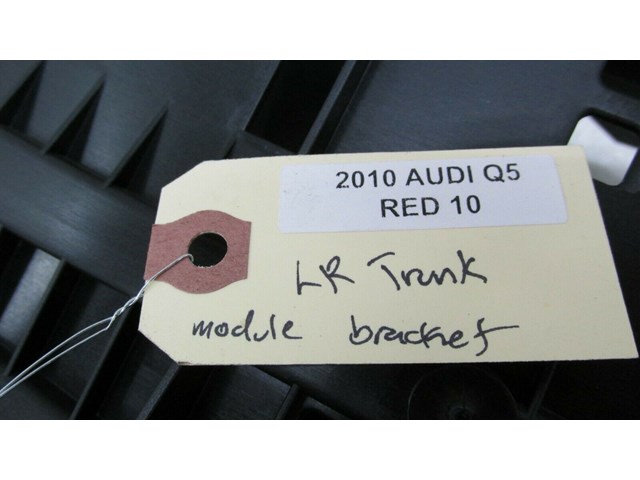 2010 AUDI Q5
RED 10
LR Trunk
module bracket